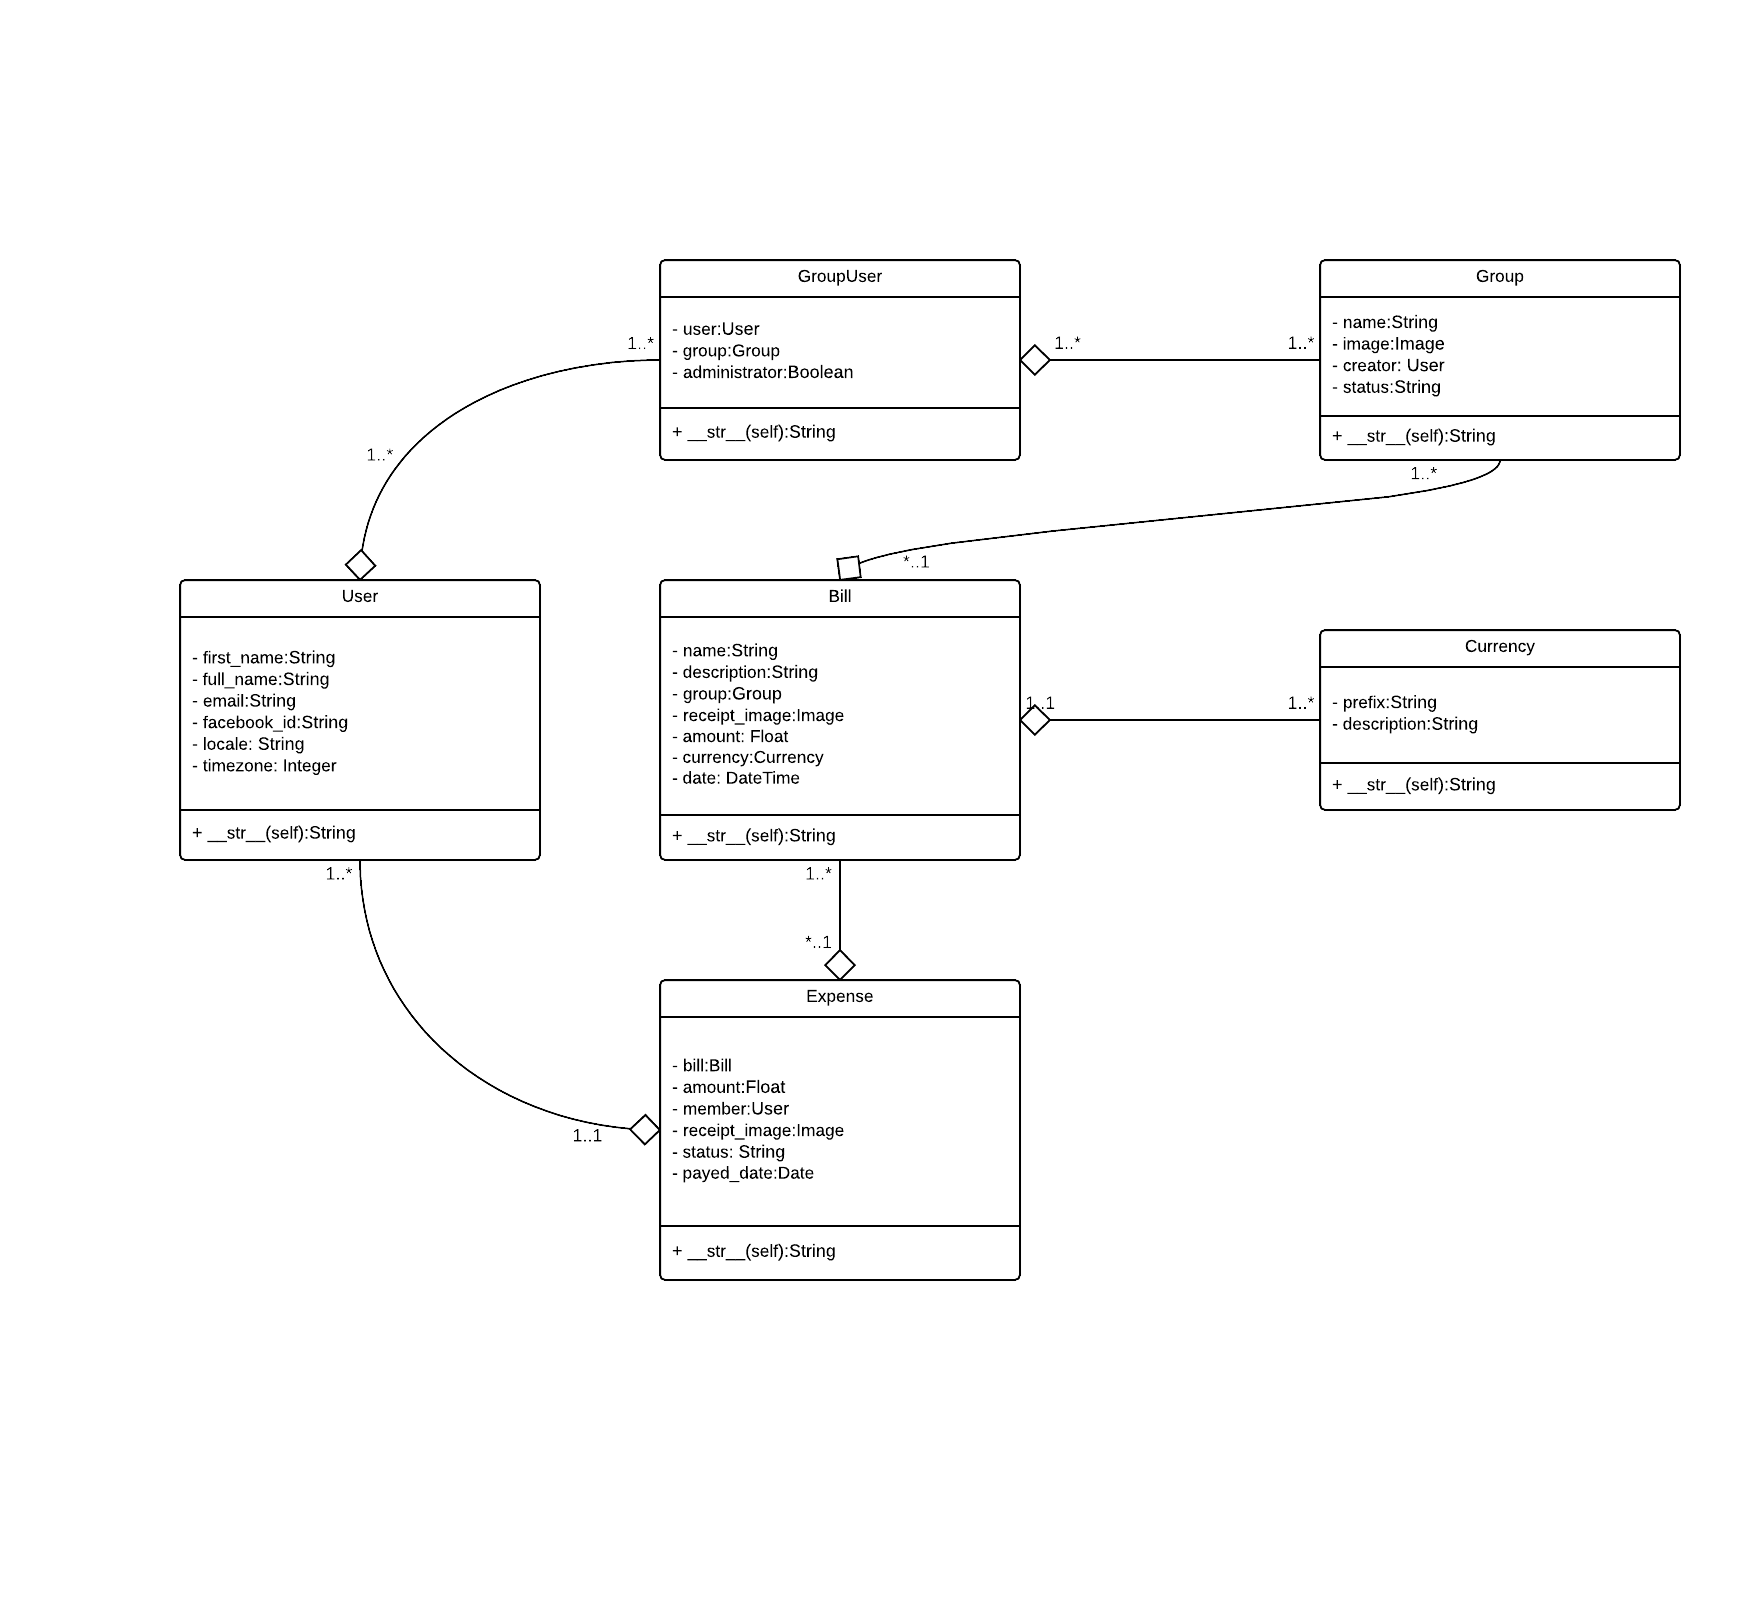 GroupUser
- user:User
- group:Group
- administrator:Boolean
+ __str__(self):String
1..*
1..*
1..*
1..*
Group
- name:String
- image:Image
- creator: User
- status:String
+ __str__(self):String
1..*
*..1
User
- first_name:String
- full_name:String
- email:String
- facebook_id:String
- locale: String
- timezone: Integer
+ __str__(self):String
1..*
Bill
- name:String
- description:String
- group:Group
- receipt_image:Image
- amount: Float
- currency:Currency
- date: DateTime
+ __str__(self):String
1..1
1..*
Currency
- prefix:String
- description:String
+ __str__(self):String
1..*
*..1
1..1
Expense
- bill:Bill
- amount:Float
- member:User
- receipt_image:Image
- status: String
- payed_date:Date
+ __str__(self):String